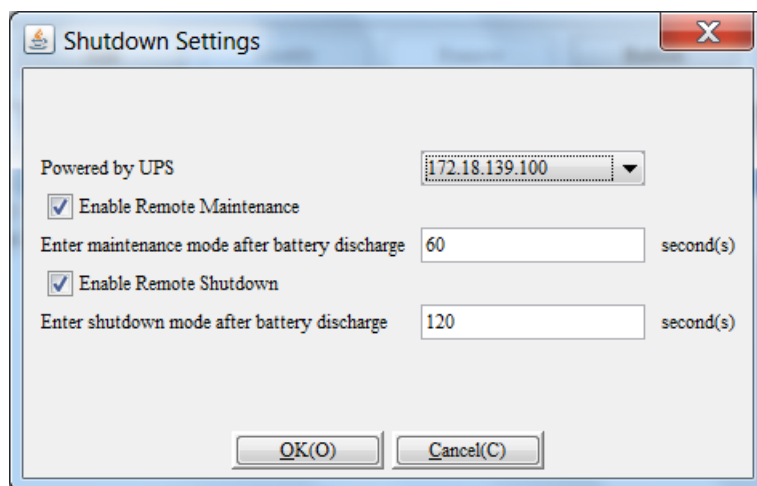 Shutdown Settings
Powered by UPS 172.18.139.100
Enable Remote Maintenance
Enter maintenance mode after battery discharge 60 second(s)
Enable Remote Shutdown
Enter shutdown mode after battery discharge 120 second(s)
OK(O) Cancel(C)